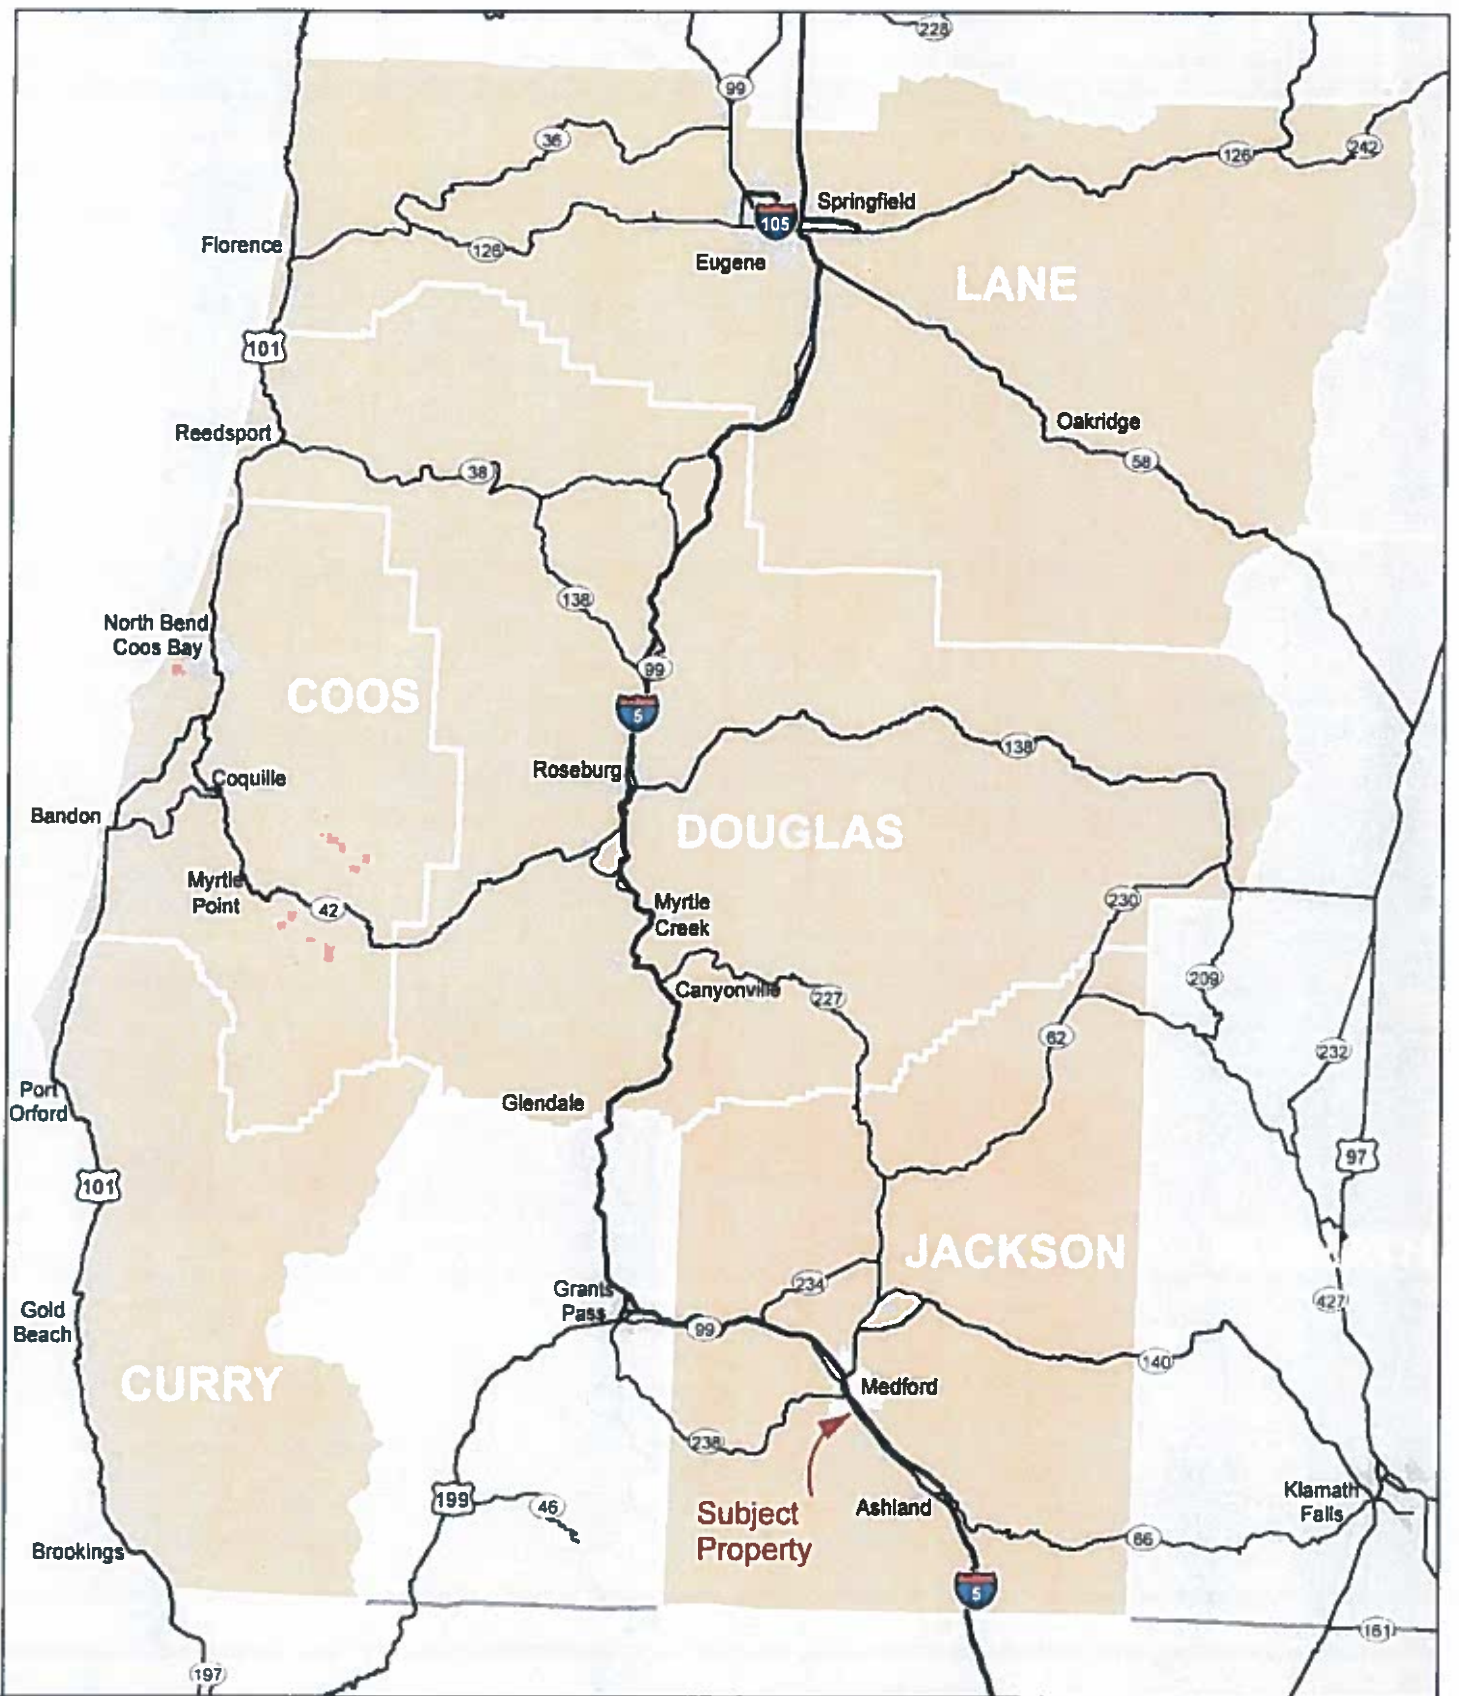 228
99
36
126
242
Springfield
105
Florence
126
Eugene
LANE
101
Reedsport
Oakridge
38
58
138
North Bend
Coos Bay
99
COOS
5
138
Roseburg
Coquille
Bandon
DOUGLAS
Myrtle
Point
42
230
Myrtle
Creek
209
Canyonville
227
62
232
Port
Orford
Glendale
97
101
JACKSON
234
Grants
Pass
427
Gold
Beach
99
140
CURRY
Medford
238
199
46
Klamath
Falls
Subject
Property
Ashland
66
Brookings
5
161
197